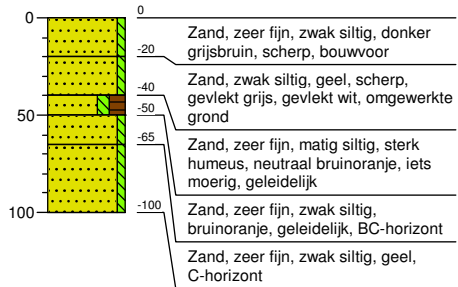 0
0
Zand, zeer fijn, zwak siltig, donker
grijsbruin, scherp, bouwvoor
-20
Zand, zwak siltig, geel, scherp,
gevlekt grijs, gevlekt wit, omgewerkte
grond
-40
Zand, zeer fijn, matig siltig, sterk
humeus, neutraal bruinoranje, iets
moerig, geleidelijk
50
-50
Zand, zeer fijn, zwak siltig,
bruinoranje, geleidelijk, BC-horizont
-65
Zand, zeer fijn, zwak siltig, geel,
C-horizont
100
-100